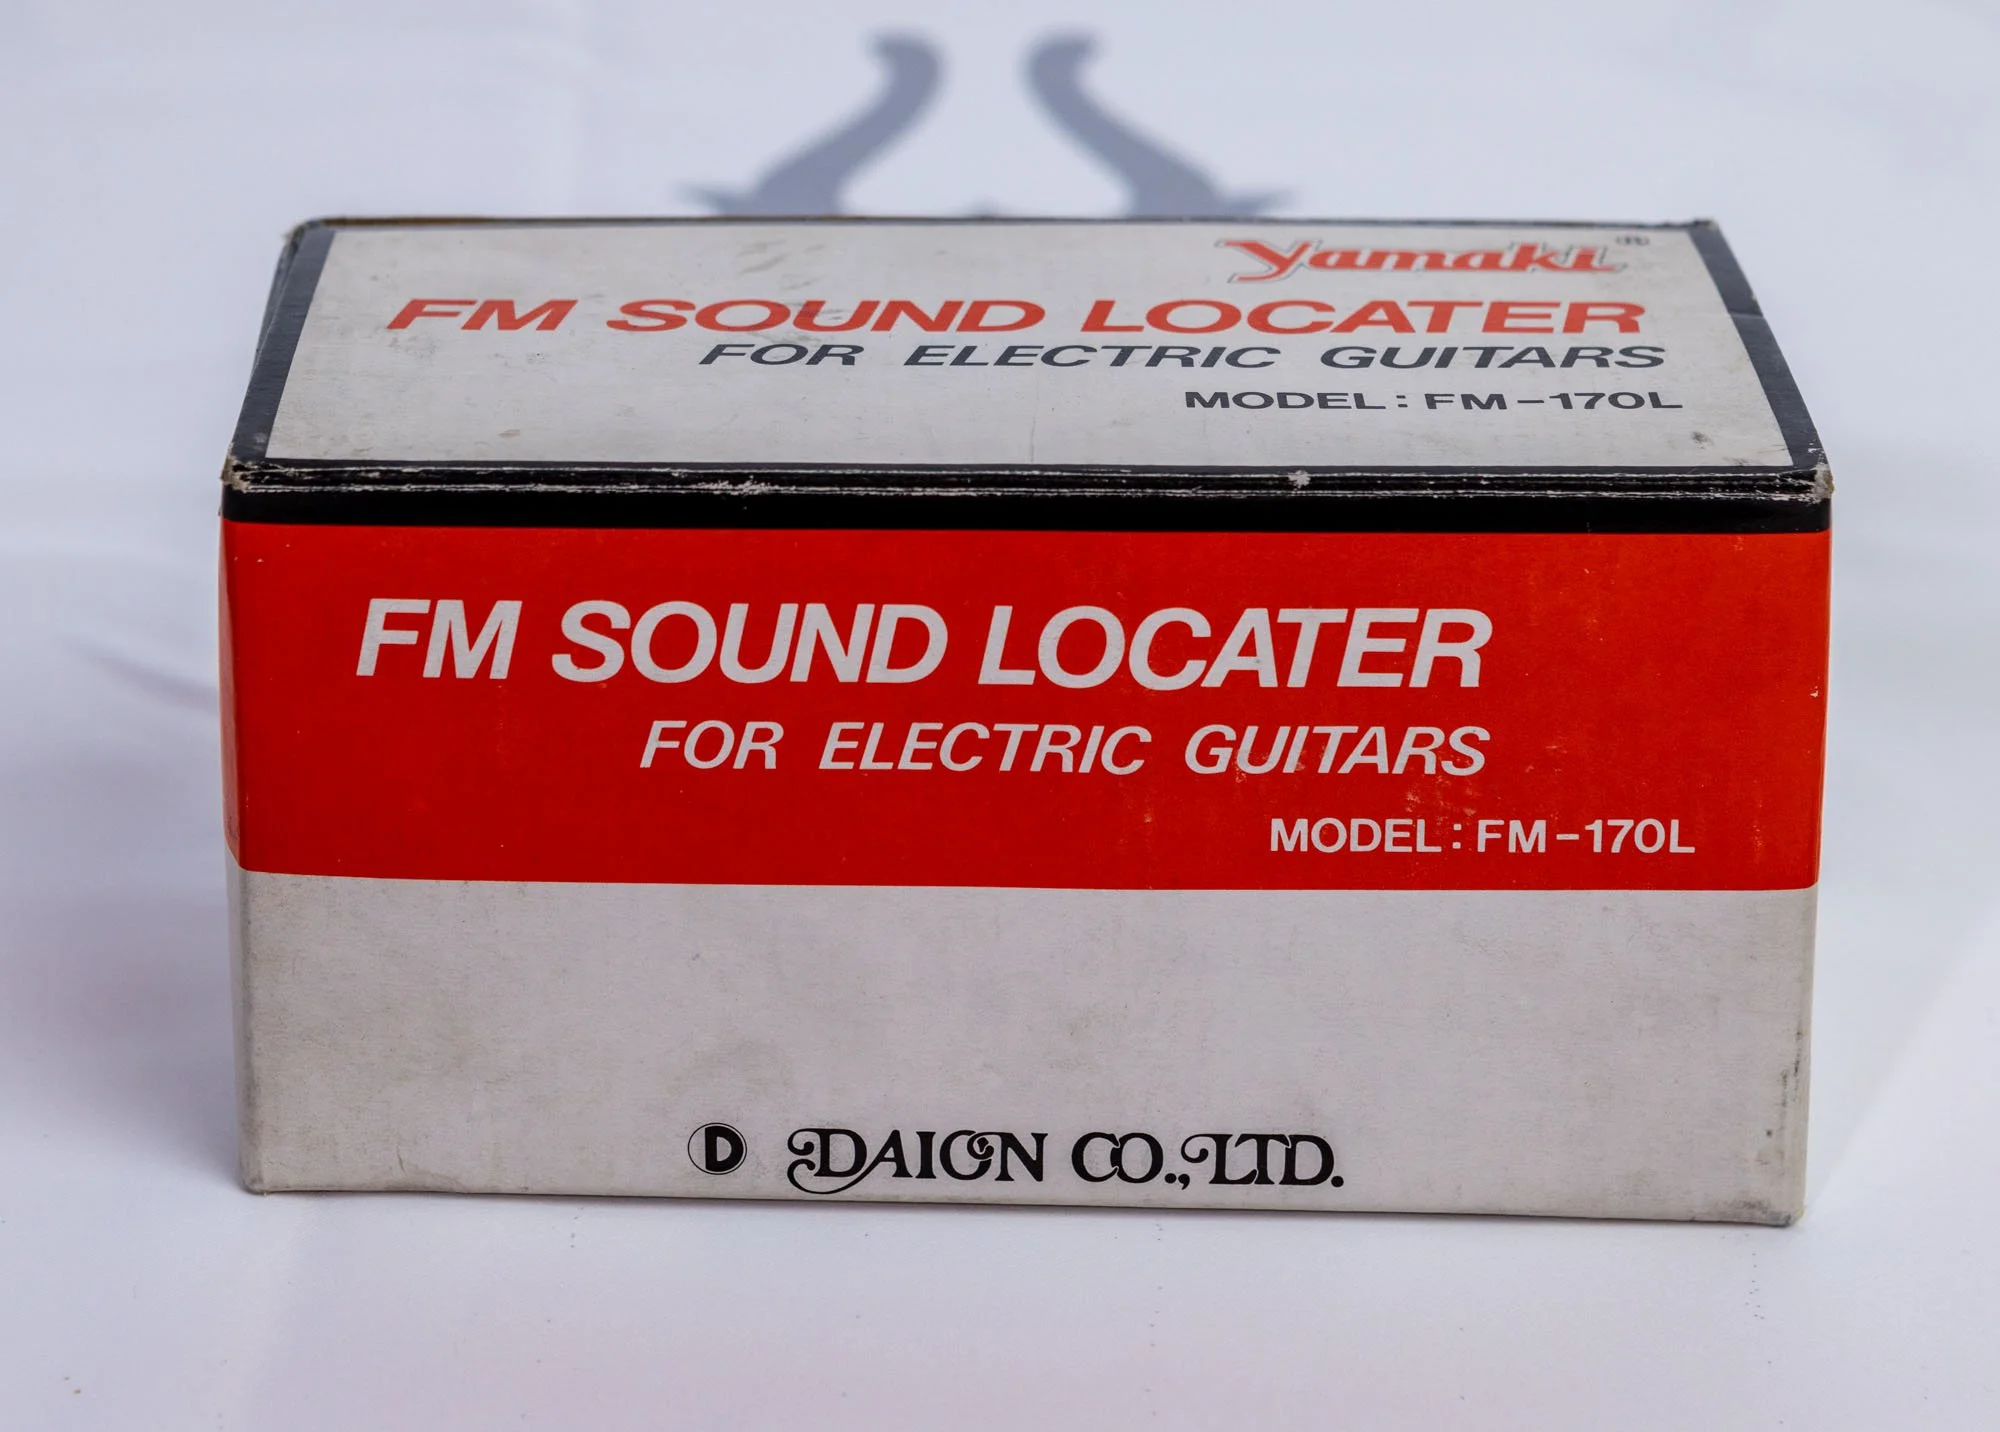 Yamaki®
FM SOUND LOCATER
FOR ELECTRIC GUITARS
MODEL: FM-170L
FM SOUND LOCATER
FOR ELECTRIC GUITARS
MODEL: FM-170L
D DAION CO., LTD.